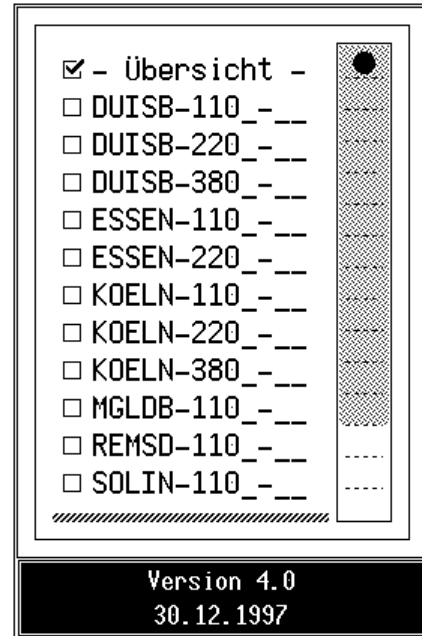 - Übersicht -
DUISB-110_-__
DUISB-220_-__
DUISB-380_-__
ESSEN-110_-__
ESSEN-220_-__
KOELN-110_-__
KOELN-220_-__
KOELN-380_-__
MGLDB-110_-__
REMSD-110_-__
SOLIN-110_-__
Version 4.0
30.12.1997